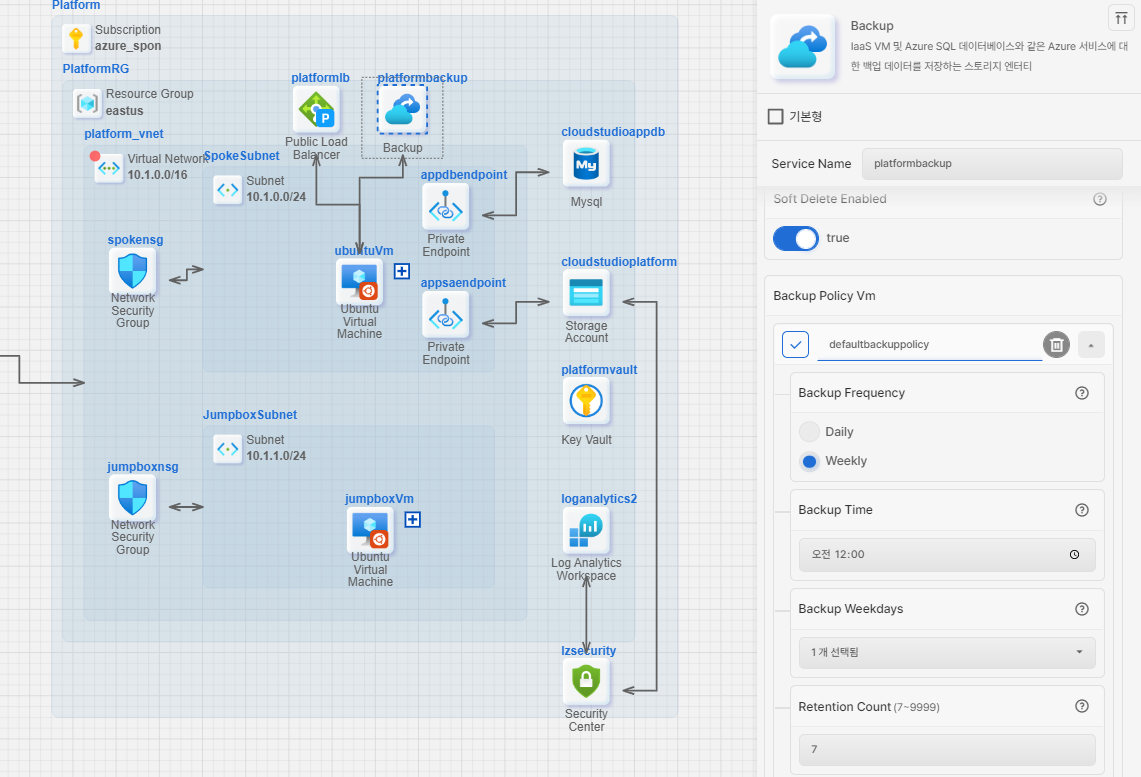 Platform
Subscription
azure_spon
PlatformRG
Resource Group
eastus
platform_vnet
Virtual Network
10.1.0.0/16
platformlb
Public Load
Balancer
platformbackup
Backup
SpokeSubnet
Subnet
10.1.0.0/24
appdbendpoint
Private
Endpoint
cloudstudioappdb
My
Mysql
spokensg
Network
Security
Group
ubuntuVm
Ubuntu
Virtual
Machine
appsaendpoint
Private
Endpoint
cloudstudioplatform
Storage
Account
platformvault
Key Vault
JumpboxSubnet
Subnet
10.1.1.0/24
jumpboxnsg
Network
Security
Group
jumpboxVm
Ubuntu
Virtual
Machine
loganalytics2
Log Analytics
Workspace
lzsecurity
Security
Center
Backup
IaaS VM 및 Azure SQL 데이터베이스와 같은 Azure 서비스에 대
한 백업 데이터를 저장하는 스토리지 엔터티
기본형
Service Name
platformbackup
Soft Delete Enabled
true
Backup Policy Vm
defaultbackuppolicy
Backup Frequency
Daily
Weekly
Backup Time
오전 12:00
Backup Weekdays
1개 선택됨
Retention Count (7~9999)
7